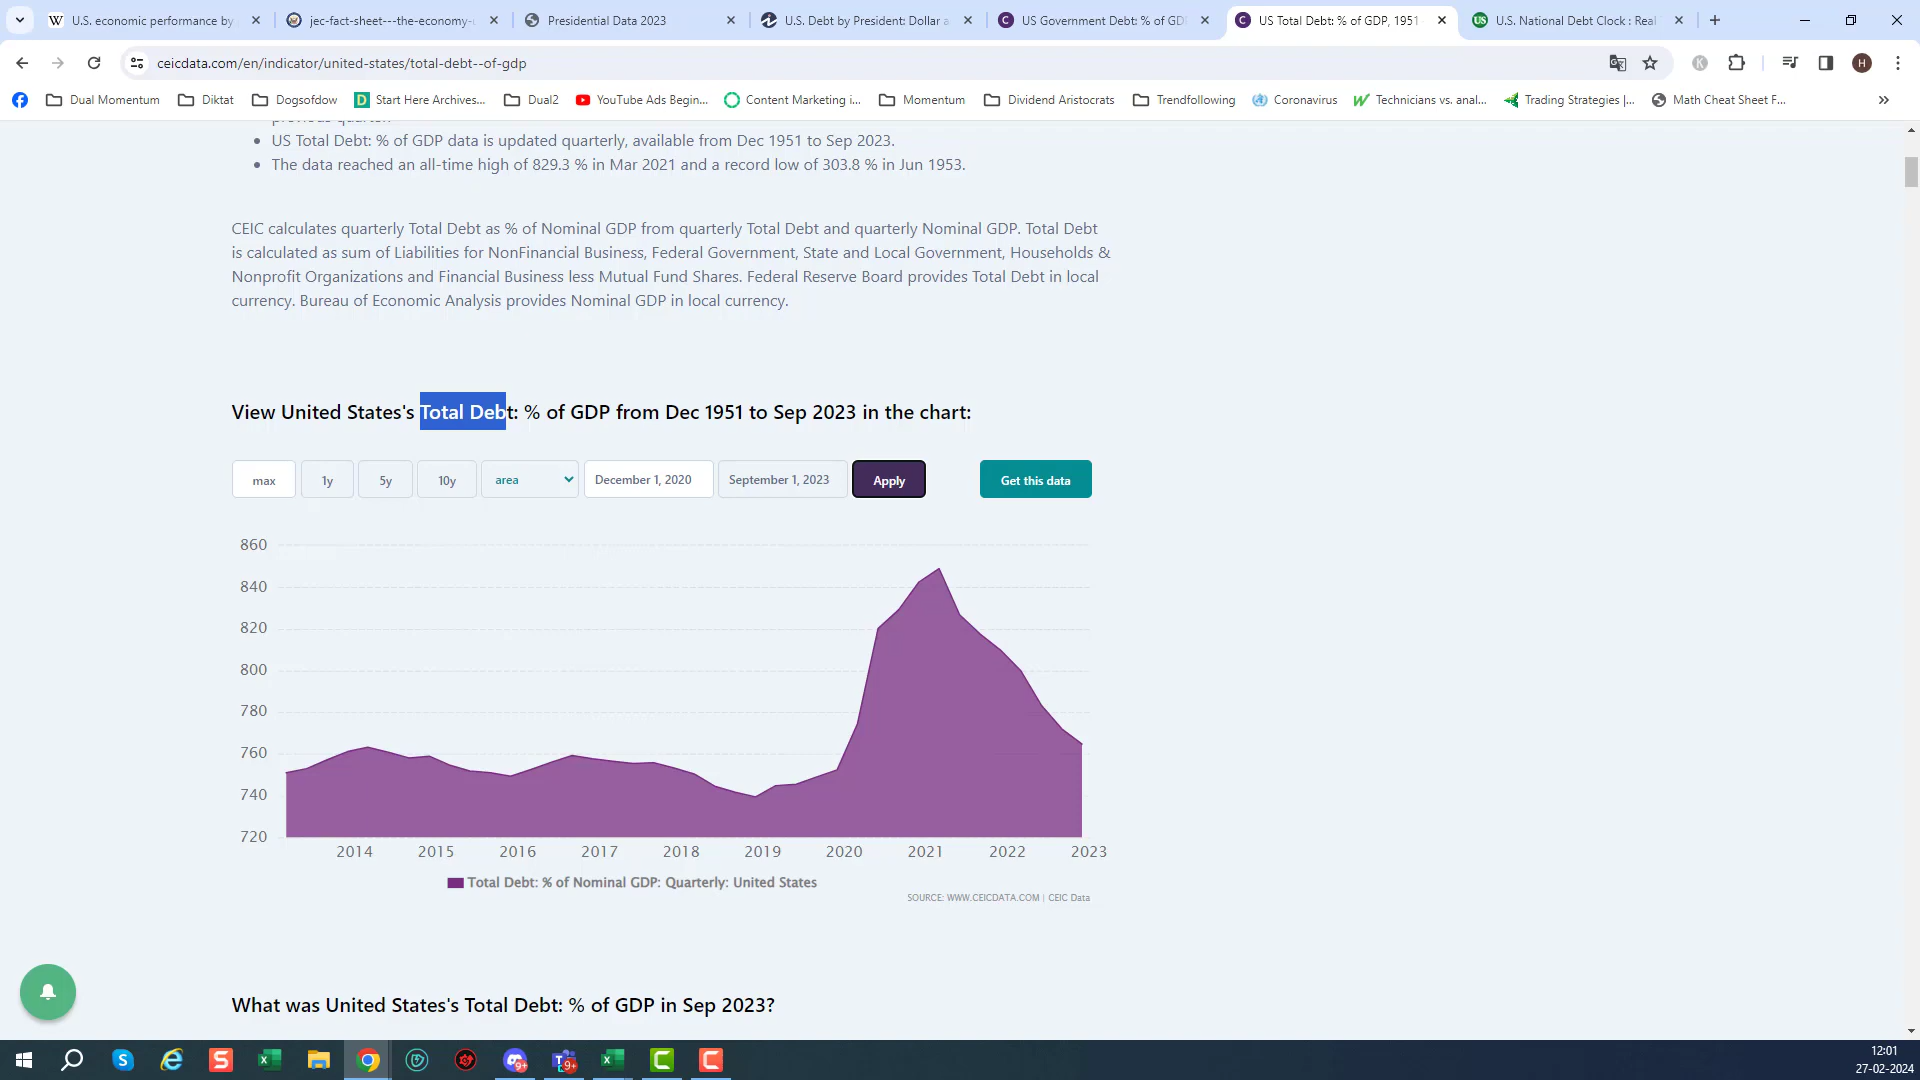 U.S. economic performance by
jec-fact-sheet---the-economy-
Presidential Data 2023
U.S. Debt by President: Dollar a
US Government Debt: % of GD
US Total Debt: % of GDP, 1951
U.S. National Debt Clock : Real
ceicdata.com/en/indicator/united-states/total-debt--of-gdp
Dual Momentum
Diktat
Dogsofdow
Start Here Archives...
Dual2
YouTube Ads Begin...
Content Marketing i...
Momentum
Dividend Aristocrats
Trendfollowing
Coronavirus
Technicians vs. anal...
Trading Strategies |...
Math Cheat Sheet F...
previous quarter.
US Total Debt: % of GDP data is updated quarterly, available from Dec 1951 to Sep 2023.
The data reached an all-time high of 829.3 % in Mar 2021 and a record low of 303.8 % in Jun 1953.
CEIC calculates quarterly Total Debt as % of Nominal GDP from quarterly Total Debt and quarterly Nominal GDP. Total Debt
is calculated as sum of Liabilities for NonFinancial Business, Federal Government, State and Local Government, Households &
Nonprofit Organizations and Financial Business less Mutual Fund Shares. Federal Reserve Board provides Total Debt in local
currency. Bureau of Economic Analysis provides Nominal GDP in local currency.
View United States's Total Debt: % of GDP from Dec 1951 to Sep 2023 in the chart:
max 1y 5y 10y area December 1, 2020 September 1, 2023 Apply Get this data
860
840
820
800
780
760
740
720
2014 2015 2016 2017 2018 2019 2020 2021 2022 2023
Total Debt: % of Nominal GDP: Quarterly: United States
SOURCE: WWW.CEICDATA.COM | CEIC Data
What was United States's Total Debt: % of GDP in Sep 2023?
12:01
27-02-2024